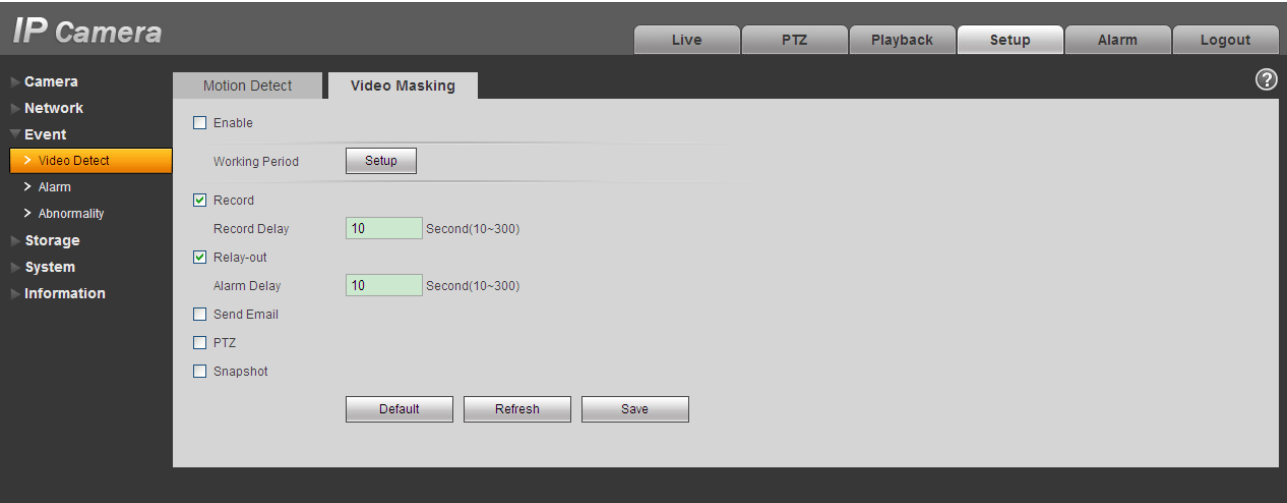 IP Camera
Live PTZ Playback Setup Alarm Logout
Camera
Network
Event
> Video Detect
> Alarm
> Abnormality
Storage
System
Information
Motion Detect Video Masking ?
Enable
Working Period Setup
Record
Record Delay 10 Second(10~300)
Relay-out
Alarm Delay 10 Second(10~300)
Send Email
PTZ
Snapshot
Default Refresh Save